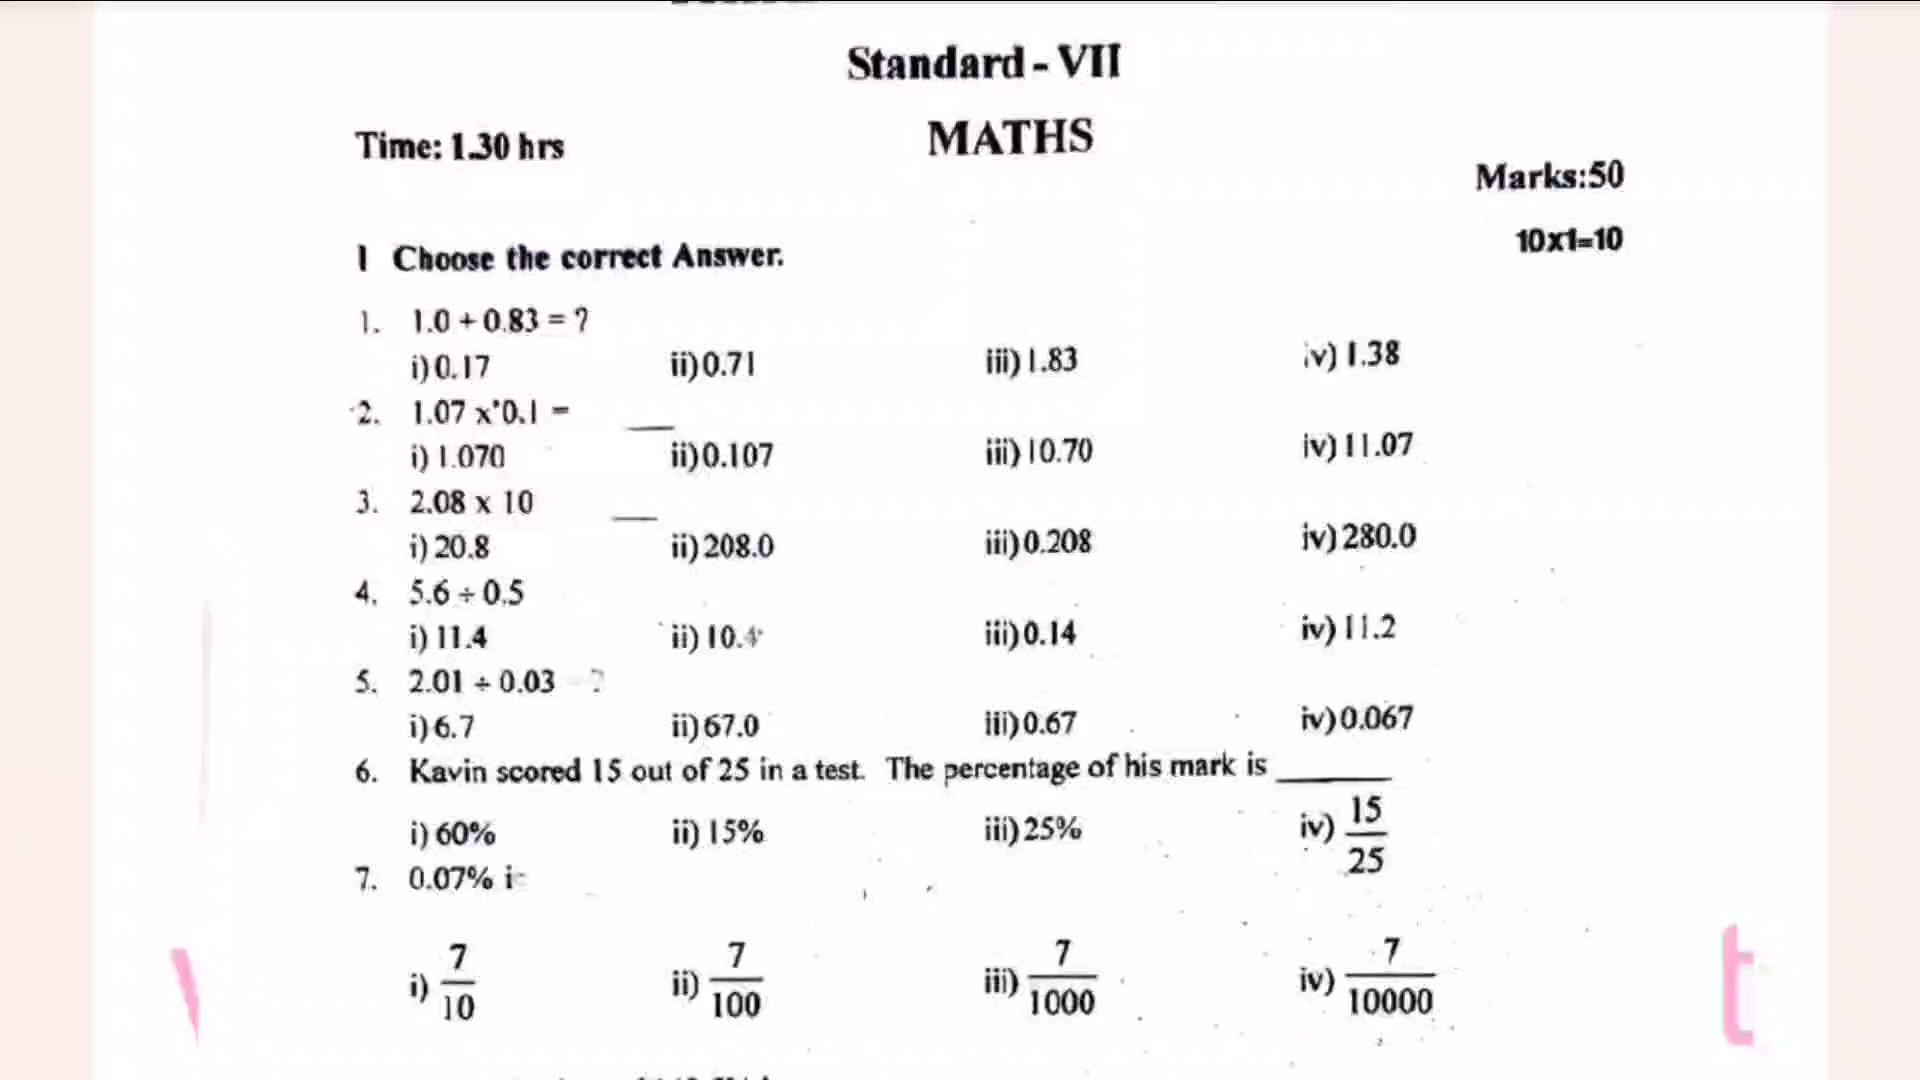 Standard - VII
MATHS
Time: 1.30 hrs
Marks:50
I Choose the correct Answer.
10x1=10
1. 1.0 + 0.83 = ?
i) 0.17 ii) 0.71 iii) 1.83 iv) 1.38
2. 1.07 x 0.1 = __
i) 1.070 ii) 0.107 iii) 10.70 iv) 11.07
3. 2.08 x 10 __
i) 20.8 ii) 208.0 iii) 0.208 iv) 280.0
4. 5.6 ÷ 0.5
i) 11.4 ii) 10.4 iii) 0.14 iv) 11.2
5. 2.01 ÷ 0.03 ?
i) 6.7 ii) 67.0 iii) 0.67 iv) 0.067
6. Kavin scored 15 out of 25 in a test. The percentage of his mark is ______
i) 60% ii) 15% iii) 25% iv) 15/25
7. 0.07%
i) 7/10 ii) 7/100 iii) 7/1000 iv) 7/10000
t